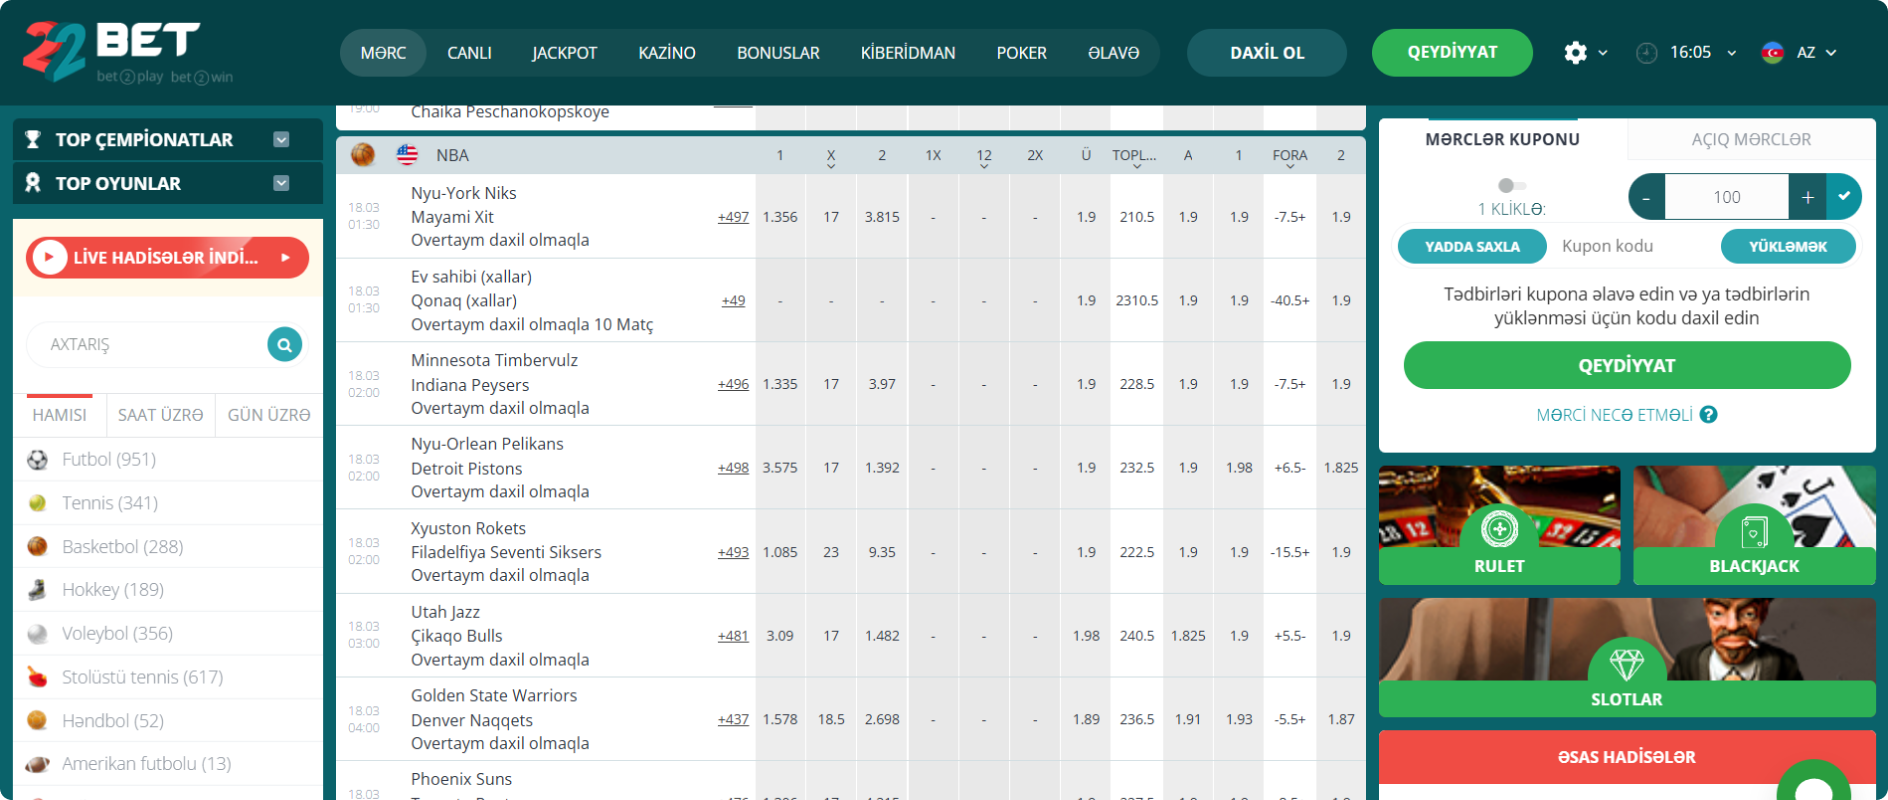 22 BET
bet 2 play bet 2 win
MƏRC CANLI JACKPOT KAZİNO BONUSLAR KİBERİDMAN POKER ƏLAVƏ
DAXİL OL
QEYDİYYAT
16:05
AZ
TOP ÇEMPİONATLAR
TOP OYUNLAR
LİVE HADİSƏLƏR İNDİ...
AXTARIŞ
HAMISI SAAT ÜZRƏ GÜN ÜZRƏ
Futbol (951)
Tennis (341)
Basketbol (288)
Hokkey (189)
Voleybol (356)
Stolüstü tennis (617)
Həndbol (52)
Amerikan futbolu (13)
19:00
Chaika Peschanokopskoye
NBA 1 X 2 1X 12 2X Ü TOPL... A 1 FORA 2
Nyu-York Niks
18.03 01:30 Mayami Xit +497 1.356 17 3.815 - - - 1.9 210.5 1.9 1.9 -7.5+ 1.9
Overtaym daxil olmaqla
Ev sahibi (xallar)
18.03 01:30 Qonaq (xallar) +49 - - - - - - 1.9 2310.5 1.9 1.9 -40.5+ 1.9
Overtaym daxil olmaqla 10 Matç
Minnesota Timbervulz
18.03 02:00 Indiana Peysers +496 1.335 17 3.97 - - - 1.9 228.5 1.9 1.9 -7.5+ 1.9
Overtaym daxil olmaqla
Nyu-Orlean Pelikans
18.03 02:00 Detroit Pistons +498 3.575 17 1.392 - - - 1.9 232.5 1.9 1.98 +6.5- 1.825
Overtaym daxil olmaqla
Xyuston Rokets
18.03 02:00 Filadelfiya Seventi Siksers +493 1.085 23 9.35 - - - 1.9 222.5 1.9 1.9 -15.5+ 1.9
Overtaym daxil olmaqla
Utah Jazz
18.03 03:00 Çikaqo Bulls +481 3.09 17 1.482 - - - 1.98 240.5 1.825 1.9 +5.5- 1.9
Overtaym daxil olmaqla
Golden State Warriors
18.03 04:00 Denver Naqqets +437 1.578 18.5 2.698 - - - 1.89 236.5 1.91 1.93 -5.5+ 1.87
Overtaym daxil olmaqla
Phoenix Suns
18.03
MƏRCLƏR KUPONU AÇIQ MƏRCLƏR
1 KLİKLƏ:
- 100 +
YADDA SAXLA Kupon kodu YÜKLƏMƏK
Tədbirləri kupona əlavə edin və ya tədbirlərin
yüklənməsi üçün kodu daxil edin
QEYDİYYAT
MƏRCİ NECƏ ETMƏLİ ?
RULET
BLACKJACK
SLOTLAR
ƏSAS HADİSƏLƏR